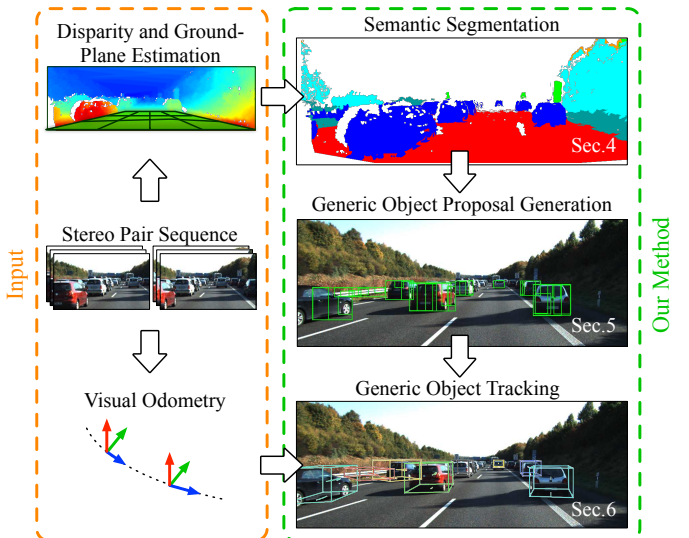 Disparity and Ground-
Plane Estimation
Stereo Pair Sequence
Visual Odometry
Input
Semantic Segmentation
Sec.4
Generic Object Proposal Generation
Sec.5
Generic Object Tracking
Sec.6
Our Method